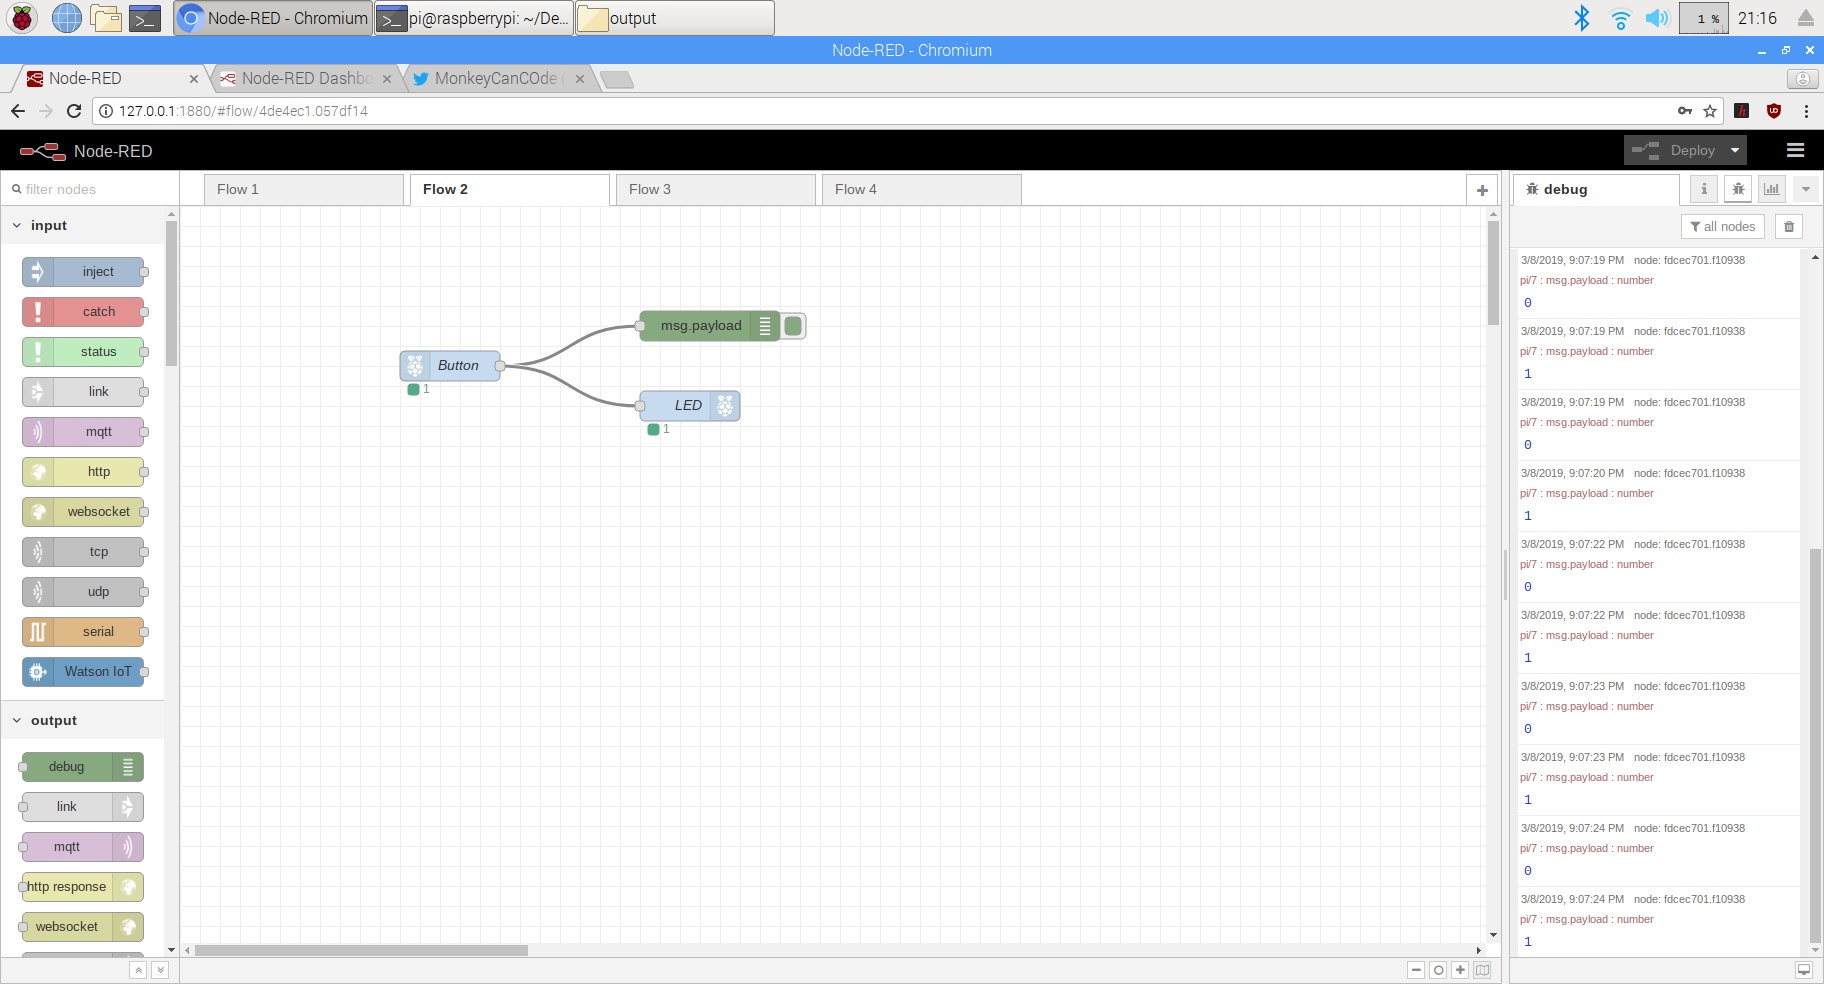 Node-RED - Chromium
pi@raspberrypi: ~/De...
output
1 %
21:16
Node-RED - Chromium
Node-RED
Node-RED Dashbo
MonkeyCanCOde
127.0.0.1:1880/#flow/4de4ec1.057df14
Node-RED
Deploy
filter nodes
Flow 1
Flow 2
Flow 3
Flow 4
debug
all nodes
input
inject
catch
status
link
mqtt
http
websocket
tcp
udp
serial
Watson IoT
output
debug
link
mqtt
http response
websocket
msg.payload
Button
1
LED
1
3/8/2019, 9:07:19 PM node: fdcec701.f10938
pi/7 : msg.payload : number
0
3/8/2019, 9:07:19 PM node: fdcec701.f10938
pi/7 : msg.payload : number
1
3/8/2019, 9:07:19 PM node: fdcec701.f10938
pi/7 : msg.payload : number
0
3/8/2019, 9:07:20 PM node: fdcec701.f10938
pi/7 : msg.payload : number
1
3/8/2019, 9:07:22 PM node: fdcec701.f10938
pi/7 : msg.payload : number
0
3/8/2019, 9:07:22 PM node: fdcec701.f10938
pi/7 : msg.payload : number
1
3/8/2019, 9:07:23 PM node: fdcec701.f10938
pi/7 : msg.payload : number
0
3/8/2019, 9:07:23 PM node: fdcec701.f10938
pi/7 : msg.payload : number
1
3/8/2019, 9:07:24 PM node: fdcec701.f10938
pi/7 : msg.payload : number
0
3/8/2019, 9:07:24 PM node: fdcec701.f10938
pi/7 : msg.payload : number
1